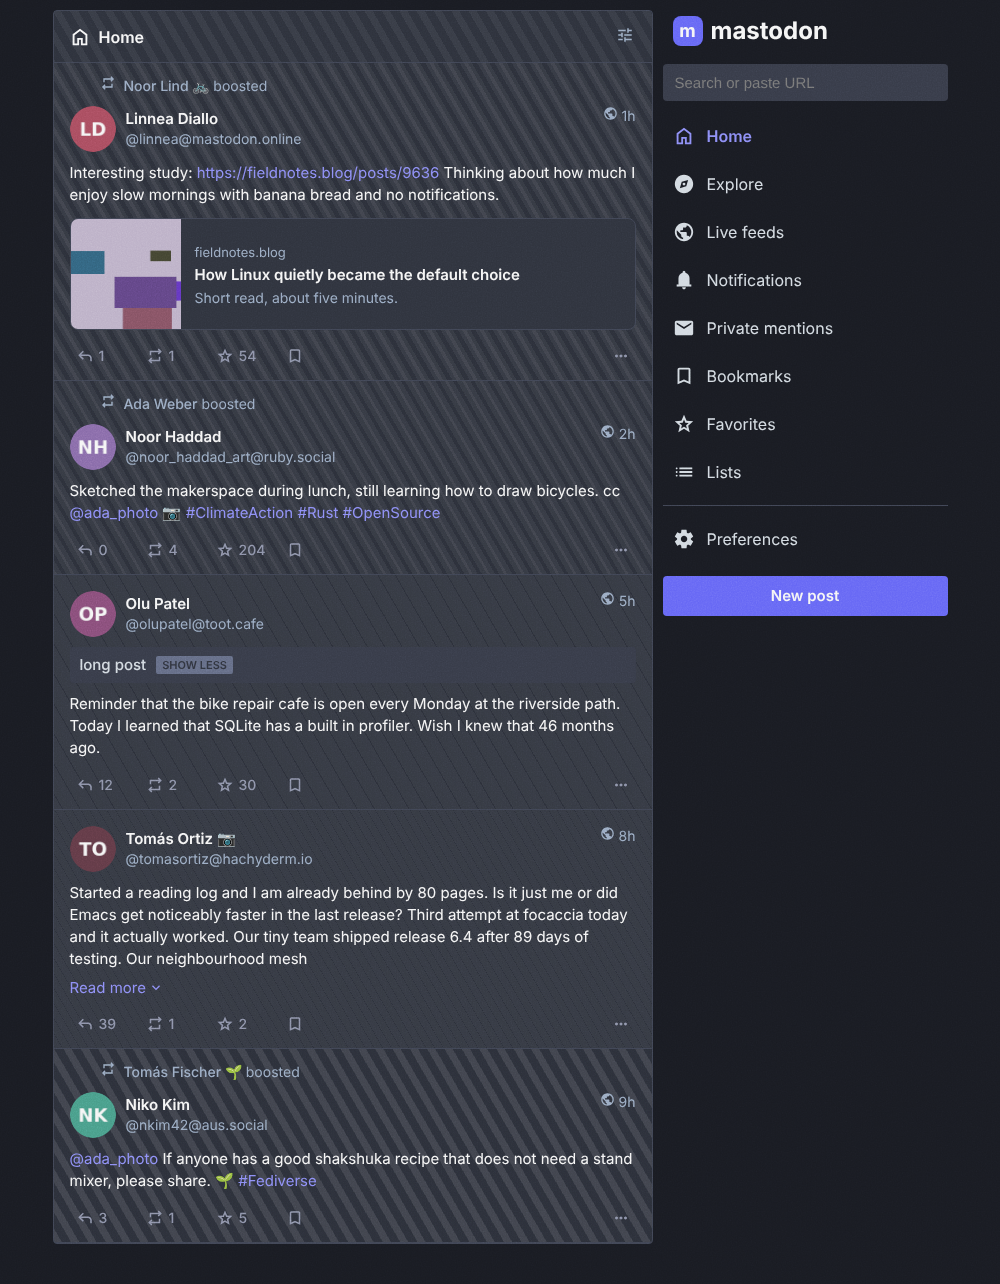 Home
Noor Lind 🚲 boosted
LD
Linnea Diallo
1h
@linnea@mastodon.online
Interesting study: https://fieldnotes.blog/posts/9636 Thinking about how much I
enjoy slow mornings with banana bread and no notifications.
fieldnotes.blog
How Linux quietly became the default choice
Short read, about five minutes.
1 1 54
Ada Weber boosted
NH
Noor Haddad
2h
@noor_haddad_art@ruby.social
Sketched the makerspace during lunch, still learning how to draw bicycles. cc
@ada_photo 📷 #ClimateAction #Rust #OpenSource
0 4 204
OP
Olu Patel
5h
@olupatel@toot.cafe
long post SHOW LESS
Reminder that the bike repair cafe is open every Monday at the riverside path.
Today I learned that SQLite has a built in profiler. Wish I knew that 46 months
ago.
12 2 30
TO
Tomás Ortiz 📷
8h
@tomasortiz@hachyderm.io
Started a reading log and I am already behind by 80 pages. Is it just me or did
Emacs get noticeably faster in the last release? Third attempt at focaccia today
and it actually worked. Our tiny team shipped release 6.4 after 89 days of
testing. Our neighbourhood mesh
Read more
39 1 2
Tomás Fischer 🌱 boosted
NK
Niko Kim
9h
@nkim42@aus.social
@ada_photo If anyone has a good shakshuka recipe that does not need a stand
mixer, please share. 🌱 #Fediverse
3 1 5
m mastodon
Search or paste URL
Home
Explore
Live feeds
Notifications
Private mentions
Bookmarks
Favorites
Lists
Preferences
New post